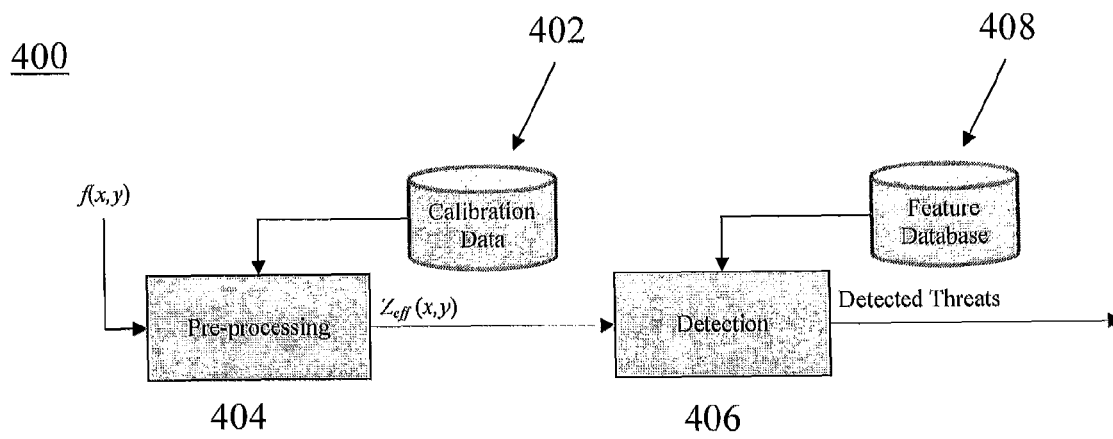 400
402
408
f(x,y)
Calibration
Data
Feature
Database
Pre-processing
Z_eff(x,y)
Detection
Detected Threats
404
406